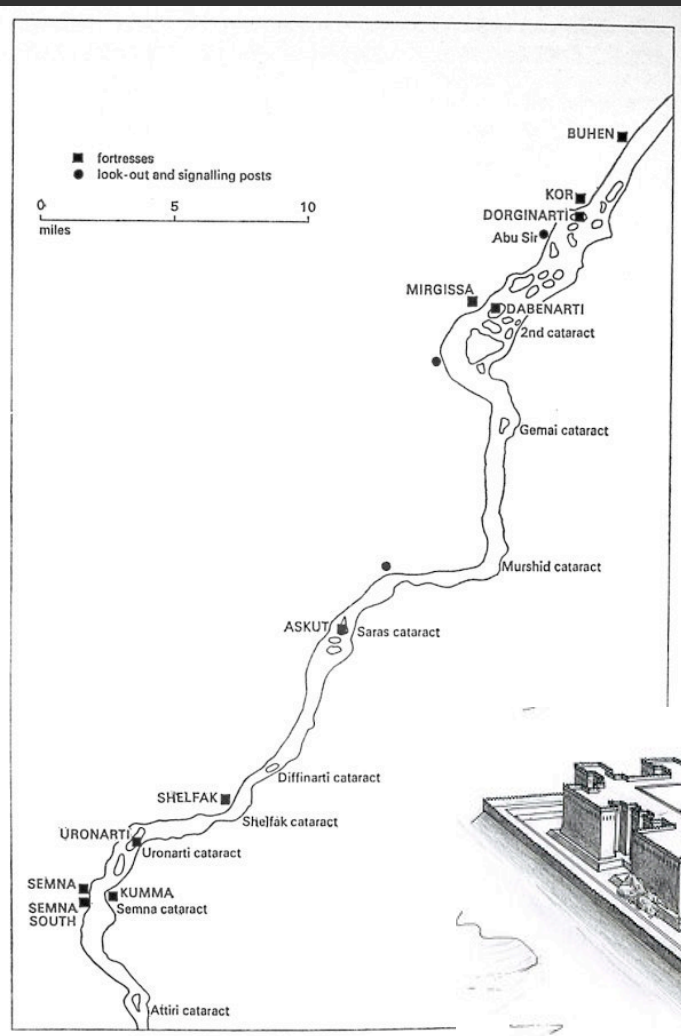 BUHEN
fortresses
look-out and signalling posts
KOR
0 5 10
miles
DORGINARTI
Abu Sir
MIRGISSA
DABENARTI
2nd cataract
Gemai cataract
Murshid cataract
ASKUT
Saras cataract
Diffinarti cataract
SHELFAK
Shelfak cataract
URONARTI
Uronarti cataract
SEMNA
KUMMA
SEMNA
SOUTH
Semna cataract
Attiri cataract